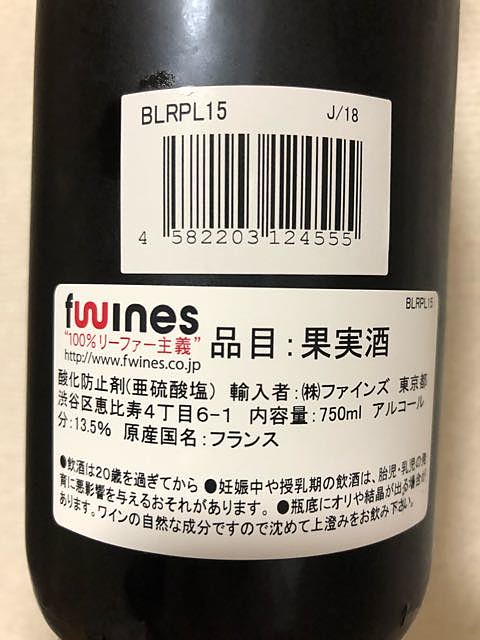 BLRPL15 J/18
4 582203 124555
BLRPL15
fwines
"100%リーファー主義"
http://www.fwines.co.jp
品目:果実酒
酸化防止剤(亜硫酸塩) 輸入者:㈱ファインズ 東京都
渋谷区恵比寿4丁目6-1 内容量:750ml アルコール
分:13.5% 原産国名:フランス
●飲酒は20歳を過ぎてから ●妊娠中や授乳期の飲酒は、胎児・乳児の発
育に悪影響を与えるおそれがあります。 ●瓶底にオリや結晶が出る場合が
あります。ワインの自然な成分ですので沈めて上澄みをお飲み下さい。